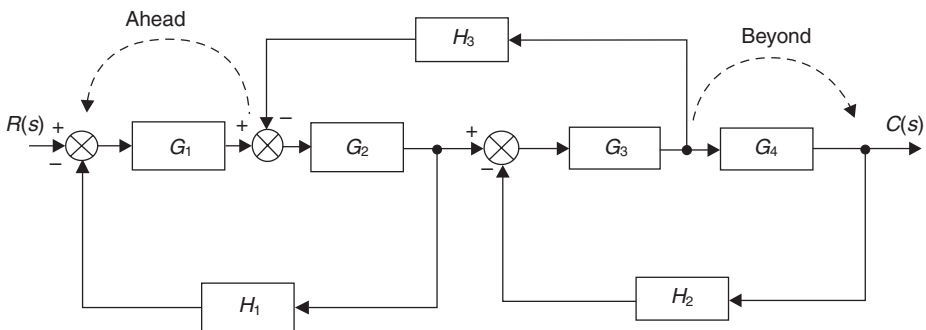 Ahead
H3
Beyond
R(s)
+
−
G1
+
−
G2
+
−
G3
G4
C(s)
H1
H2